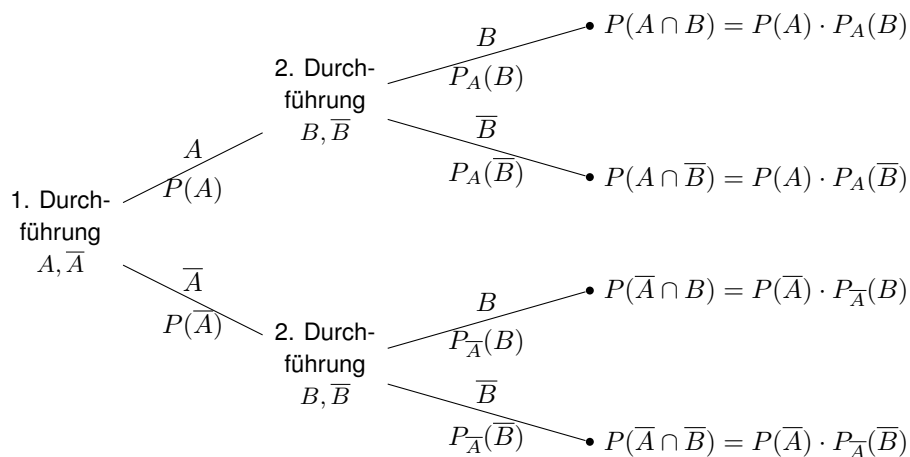 B
P_A(B)
P(A ∩ B) = P(A) · P_A(B)
2. Durch-
führung
B, B̅
B̅
P_A(B̅)
P(A ∩ B̅) = P(A) · P_A(B̅)
A
P(A)
1. Durch-
führung
A, A̅
A̅
P(A̅)
B
P_A̅(B)
P(A̅ ∩ B) = P(A̅) · P_A̅(B)
2. Durch-
führung
B, B̅
B̅
P_A̅(B̅)
P(A̅ ∩ B̅) = P(A̅) · P_A̅(B̅)